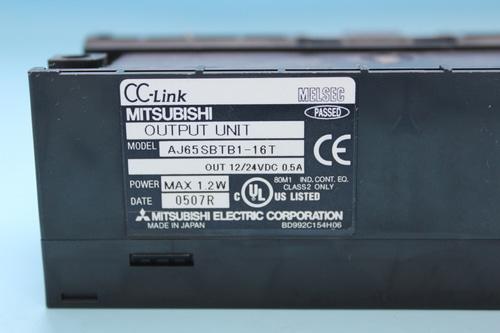 CC-Link MELSEC
MITSUBISHI PASSED
OUTPUT UNIT
MODEL AJ65SBTB1-16T
OUT 12/24VDC 0.5A
CE
POWER MAX 1.2W
80M1 IND. CONT. EQ.
CLASS2 ONLY
DATE 0507R
C UL US LISTED
MITSUBISHI ELECTRIC CORPORATION
MADE IN JAPAN BD992C154H06